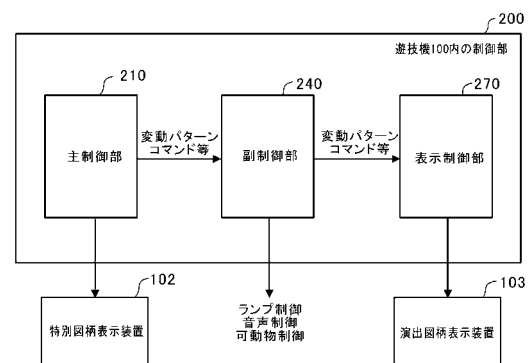 200
遊技機100内の制御部
210
240
270
主制御部
変動パターン
コマンド等
副制御部
変動パターン
コマンド等
表示制御部
102
103
特別図柄表示装置
ランプ制御
音声制御
可動物制御
演出図柄表示装置